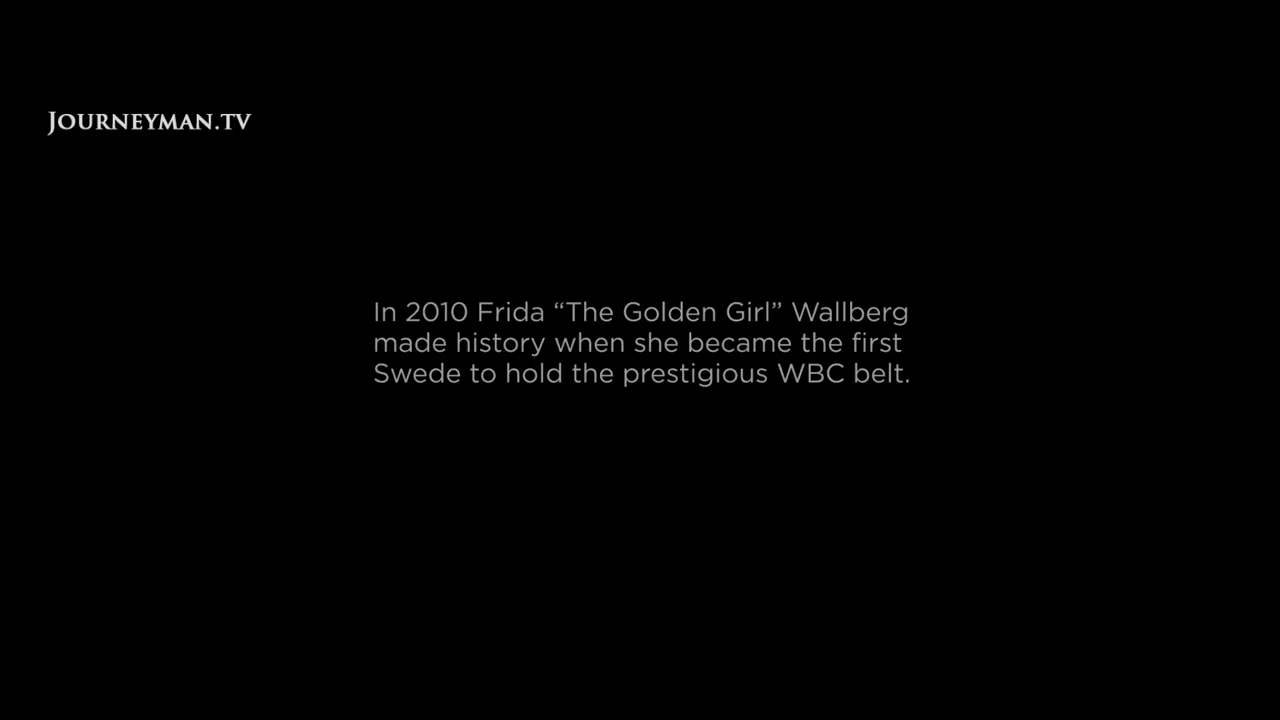 JOURNEYMAN.TV
In 2010 Frida “The Golden Girl” Wallberg
made history when she became the first
Swede to hold the prestigious WBC belt.